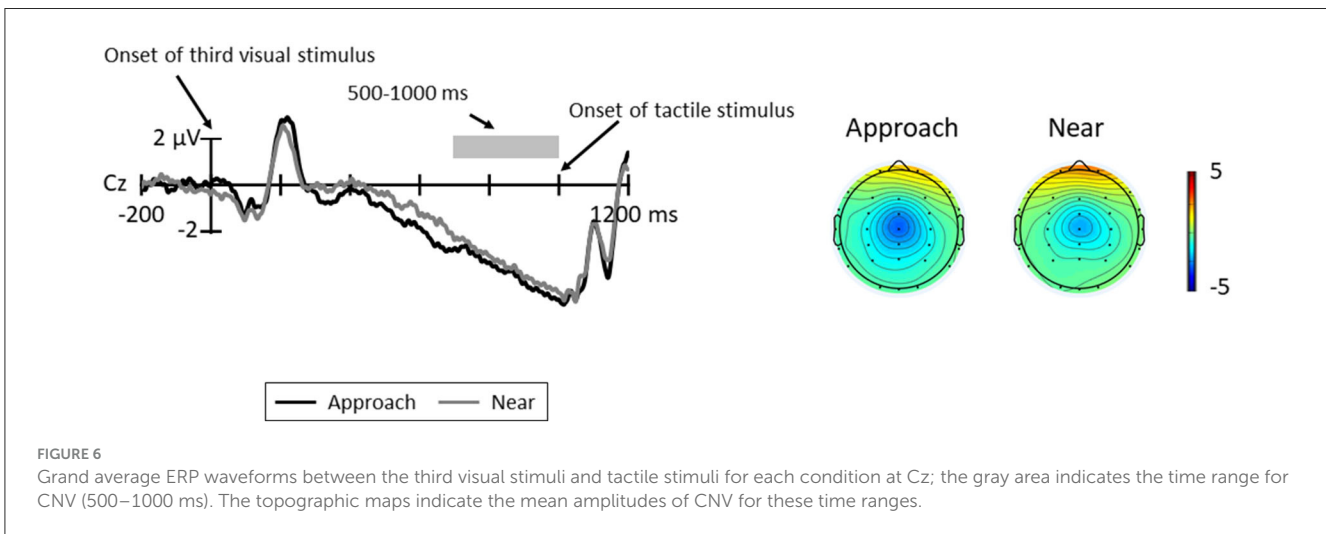 Onset of third visual stimulus
500-1000 ms
Onset of tactile stimulus
2 µV
Cz
-200
-2
1200 ms
Approach
Near
5
-5
Approach
Near
FIGURE 6
Grand average ERP waveforms between the third visual stimuli and tactile stimuli for each condition at Cz; the gray area indicates the time range for
CNV (500–1000 ms). The topographic maps indicate the mean amplitudes of CNV for these time ranges.